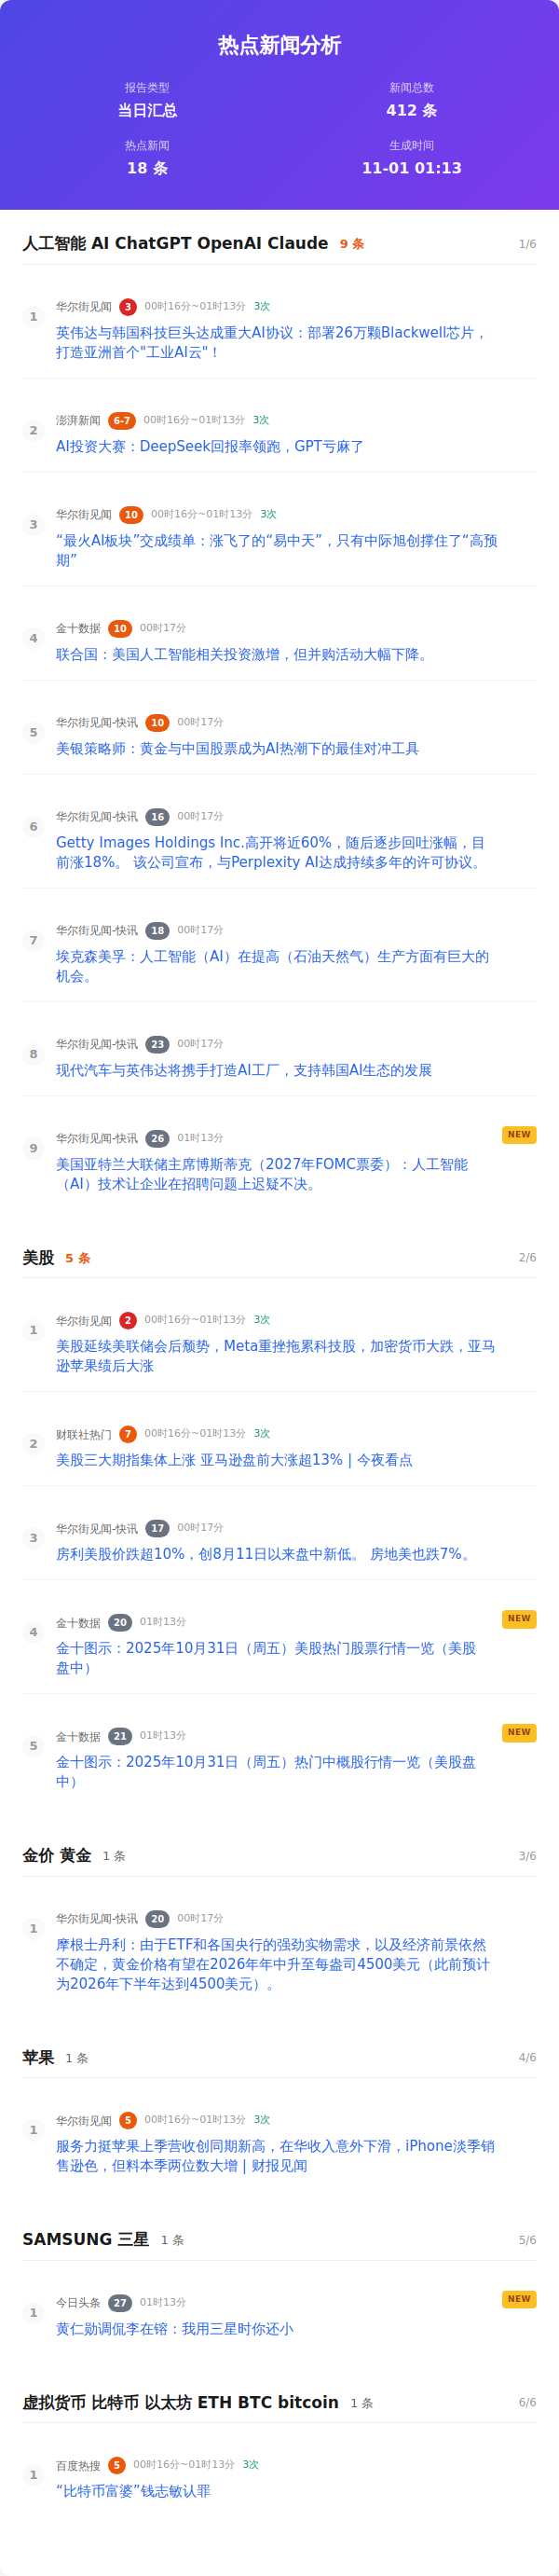 热点新闻分析
报告类型
新闻总数
当日汇总
412 条
热点新闻
生成时间
18 条
11-01 01:13
人工智能 AI ChatGPT OpenAI Claude 9 条 1/6
1
华尔街见闻 3 00时16分~01时13分 3次
英伟达与韩国科技巨头达成重大AI协议：部署26万颗Blackwell芯片，
打造亚洲首个"工业AI云"！
2
澎湃新闻 6-7 00时16分~01时13分 3次
AI投资大赛：DeepSeek回报率领跑，GPT亏麻了
3
华尔街见闻 10 00时16分~01时13分 3次
“最火AI板块”交成绩单：涨飞了的“易中天”，只有中际旭创撑住了“高预
期”
4
金十数据 10 00时17分
联合国：美国人工智能相关投资激增，但并购活动大幅下降。
5
华尔街见闻-快讯 10 00时17分
美银策略师：黄金与中国股票成为AI热潮下的最佳对冲工具
6
华尔街见闻-快讯 16 00时17分
Getty Images Holdings Inc.高开将近60%，随后逐步回吐涨幅，目
前涨18%。 该公司宣布，与Perplexity AI达成持续多年的许可协议。
7
华尔街见闻-快讯 18 00时17分
埃克森美孚：人工智能（AI）在提高（石油天然气）生产方面有巨大的
机会。
8
华尔街见闻-快讯 23 00时17分
现代汽车与英伟达将携手打造AI工厂，支持韩国AI生态的发展
9
华尔街见闻-快讯 26 01时13分 NEW
美国亚特兰大联储主席博斯蒂克（2027年FOMC票委）：人工智能
（AI）技术让企业在招聘问题上迟疑不决。
美股 5 条 2/6
1
华尔街见闻 2 00时16分~01时13分 3次
美股延续美联储会后颓势，Meta重挫拖累科技股，加密货币大跌，亚马
逊苹果绩后大涨
2
财联社热门 7 00时16分~01时13分 3次
美股三大期指集体上涨 亚马逊盘前大涨超13% | 今夜看点
3
华尔街见闻-快讯 17 00时17分
房利美股价跌超10%，创8月11日以来盘中新低。 房地美也跌7%。
4
金十数据 20 01时13分 NEW
金十图示：2025年10月31日（周五）美股热门股票行情一览（美股
盘中）
5
金十数据 21 01时13分 NEW
金十图示：2025年10月31日（周五）热门中概股行情一览（美股盘
中）
金价 黄金 1 条 3/6
1
华尔街见闻-快讯 20 00时17分
摩根士丹利：由于ETF和各国央行的强劲实物需求，以及经济前景依然
不确定，黄金价格有望在2026年年中升至每盎司4500美元（此前预计
为2026年下半年达到4500美元）。
苹果 1 条 4/6
1
华尔街见闻 5 00时16分~01时13分 3次
服务力挺苹果上季营收创同期新高，在华收入意外下滑，iPhone淡季销
售逊色，但料本季两位数大增 | 财报见闻
SAMSUNG 三星 1 条 5/6
1
今日头条 27 01时13分 NEW
黄仁勋调侃李在镕：我用三星时你还小
虚拟货币 比特币 以太坊 ETH BTC bitcoin 1 条 6/6
1
百度热搜 5 00时16分~01时13分 3次
“比特币富婆”钱志敏认罪